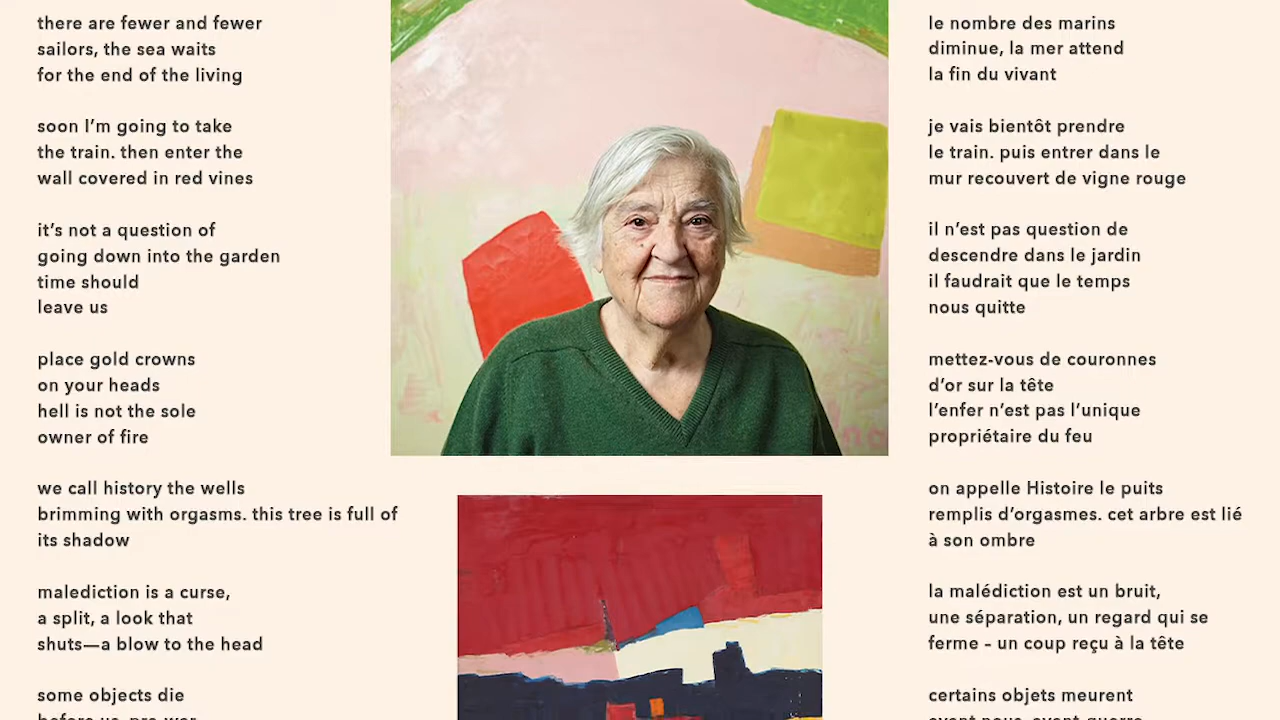 there are fewer and fewer
sailors, the sea waits
for the end of the living
soon I’m going to take
the train. then enter the
wall covered in red vines
it’s not a question of
going down into the garden
time should
leave us
place gold crowns
on your heads
hell is not the sole
owner of fire
we call history the wells
brimming with orgasms. this tree is full of
its shadow
malediction is a curse,
a split, a look that
shuts—a blow to the head
some objects die
before us, pre-war
le nombre des marins
diminue, la mer attend
la fin du vivant
je vais bientôt prendre
le train. puis entrer dans le
mur recouvert de vigne rouge
il n’est pas question de
descendre dans le jardin
il faudrait que le temps
nous quitte
mettez-vous de couronnes
d’or sur la tête
l’enfer n’est pas l’unique
propriétaire du feu
on appelle Histoire le puits
remplis d’orgasmes. cet arbre est lié
à son ombre
la malédiction est un bruit,
une séparation, un regard qui se
ferme - un coup reçu à la tête
certains objets meurent
avant nous, avant-guerre